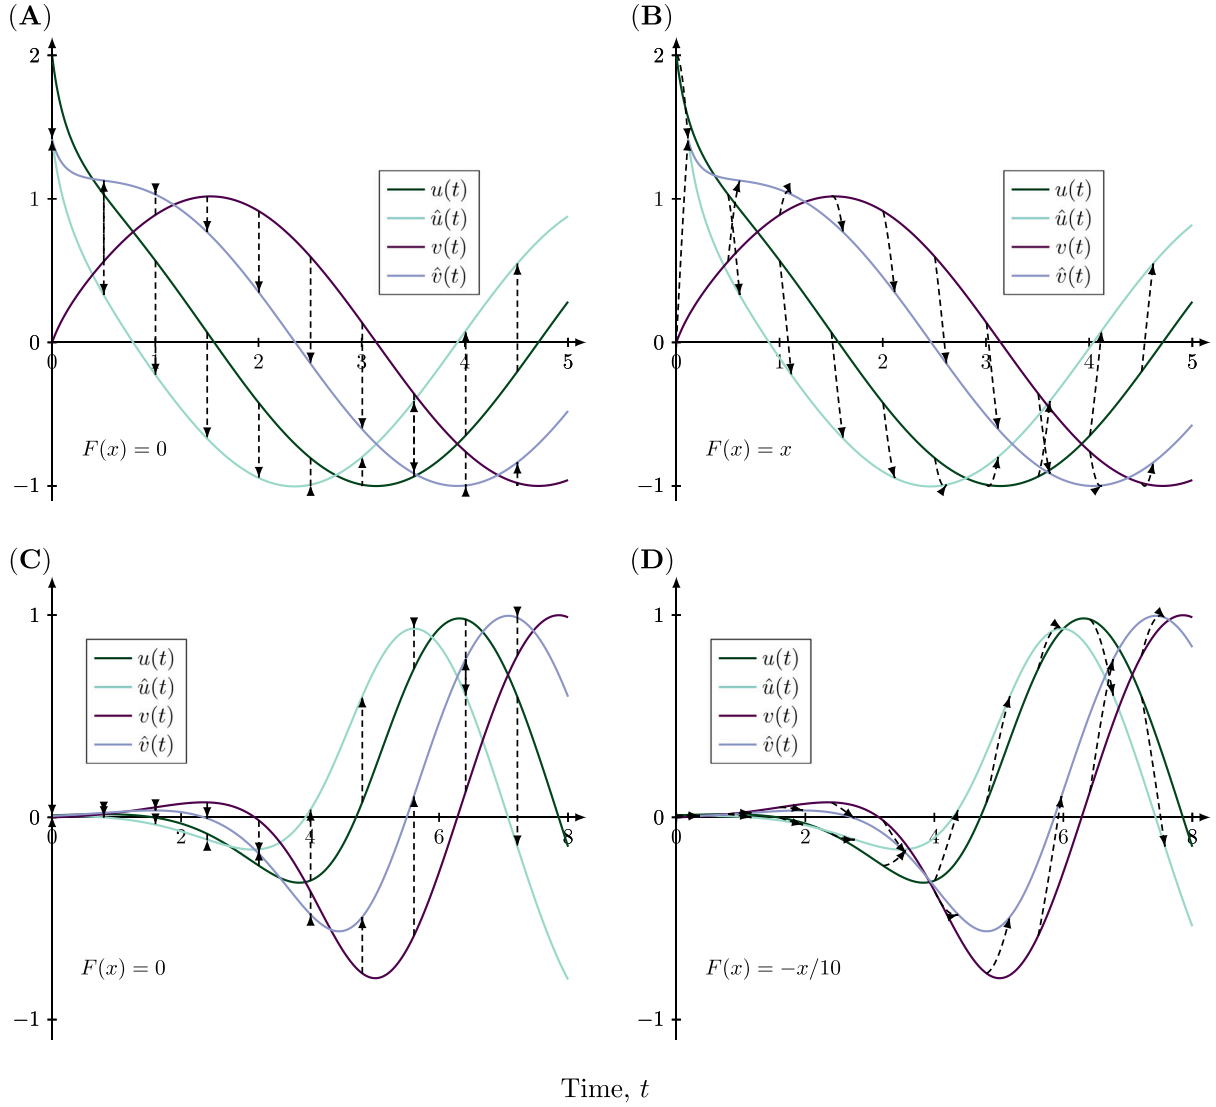 (A)
2
1
0
−1
0
2
3
4
5
u(t)
û(t)
v(t)
v̂(t)
F(x) = 0
(B)
2
1
0
−1
0
1
2
3
4
5
u(t)
û(t)
v(t)
v̂(t)
F(x) = x
(C)
1
0
−1
0
2
4
6
8
u(t)
û(t)
v(t)
v̂(t)
F(x) = 0
(D)
1
0
−1
0
2
4
6
8
u(t)
û(t)
v(t)
v̂(t)
F(x) = −x/10
Time, t